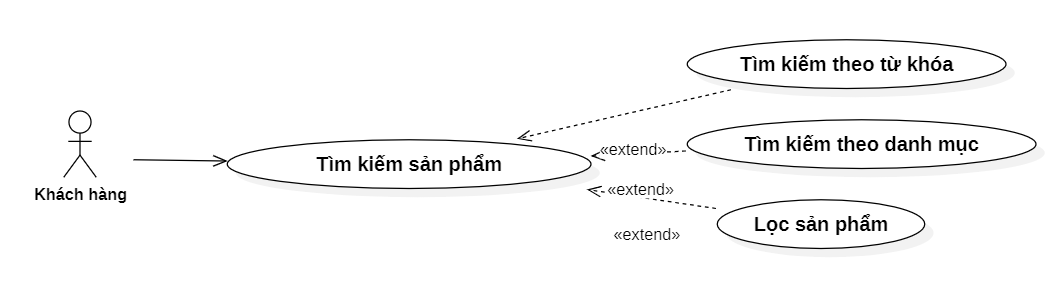 Tìm kiếm theo từ khóa
Tìm kiếm theo danh mục
«extend»
Tìm kiếm sản phẩm
«extend»
Khách hàng
Lọc sản phẩm
«extend»